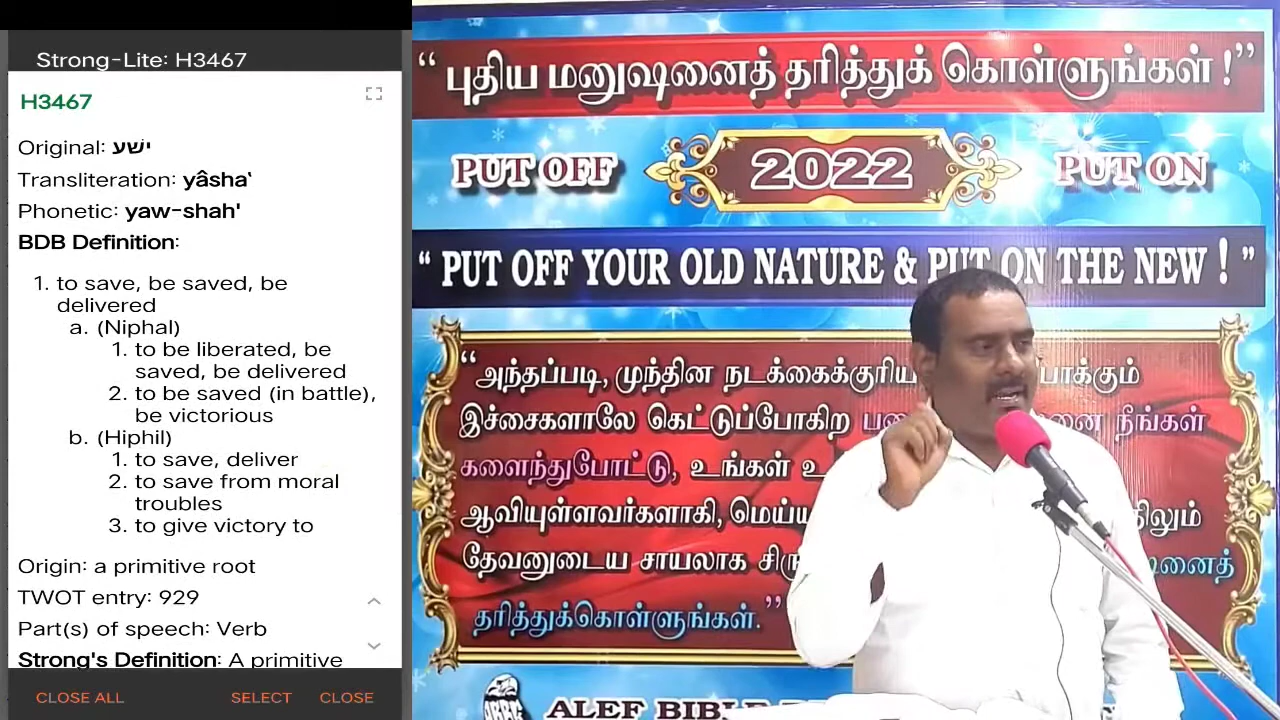 Strong-Lite: H3467
H3467
Original: ישׁע
Transliteration: yâsha‛
Phonetic: yaw-shah'
BDB Definition:
1. to save, be saved, be
delivered
a. (Niphal)
1. to be liberated, be
saved, be delivered
2. to be saved (in battle),
be victorious
b. (Hiphil)
1. to save, deliver
2. to save from moral
troubles
3. to give victory to
Origin: a primitive root
TWOT entry: 929
Part(s) of speech: Verb
Strong's Definition: A primitive
CLOSE ALL SELECT CLOSE
“ புதிய மனுஷனைத் தரித்துக் கொள்ளுங்கள் ! ”
PUT OFF 2022 PUT ON
“ PUT OFF YOUR OLD NATURE & PUT ON THE NEW ! ”
“அந்தப்படி, முந்தின நடக்கைக்குரிய
இச்சைகளாலே கெட்டுப்போகிற நீங்கள்
களைந்துபோட்டு, உங்கள்
ஆவியுள்ளவர்களாகி,
தேவனுடைய சாயலாக
தரித்துக்கொள்ளுங்கள்.”
ALEF BIBLE